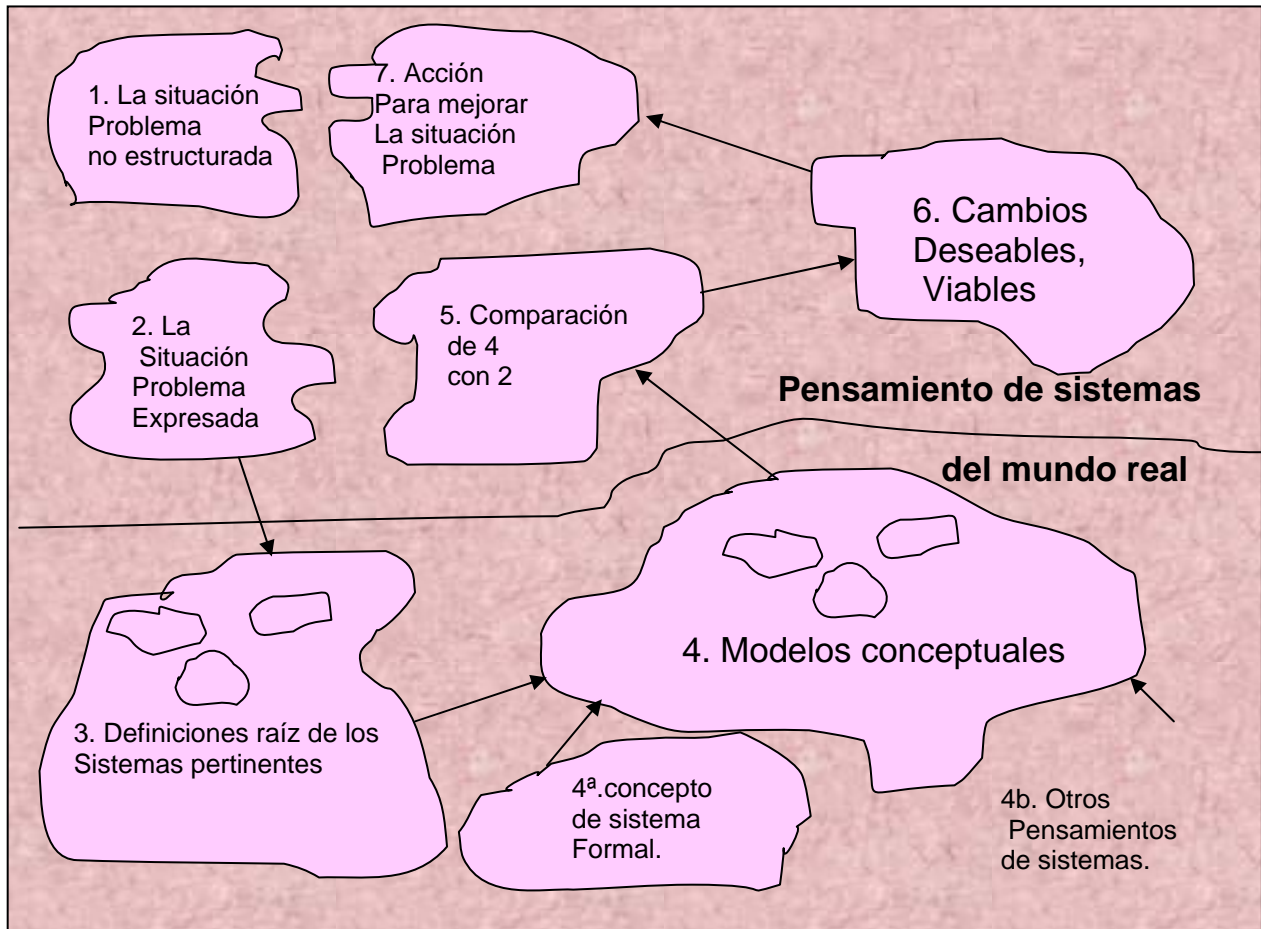 1. La situación
Problema
no estructurada
7. Acción
Para mejorar
La situación
Problema
6. Cambios
Deseables,
Viables
2. La
Situación
Problema
Expresada
5. Comparación
de 4
con 2
Pensamiento de sistemas
del mundo real
3. Definiciones raíz de los
Sistemas pertinentes
4. Modelos conceptuales
4ª.concepto
de sistema
Formal.
4b. Otros
Pensamientos
de sistemas.